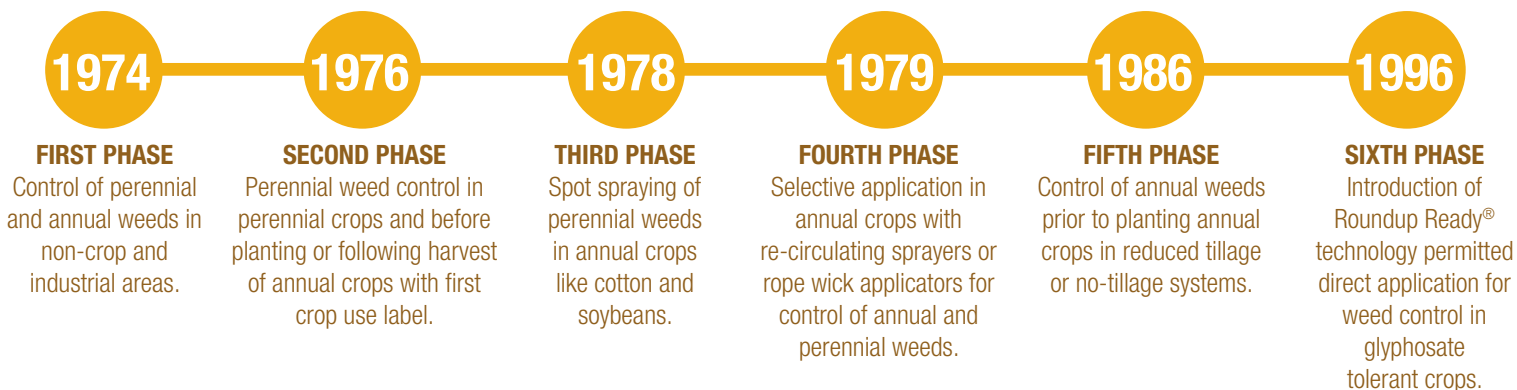 1974
FIRST PHASE
Control of perennial
and annual weeds in
non-crop and
industrial areas.
1976
SECOND PHASE
Perennial weed control in
perennial crops and before
planting or following harvest
of annual crops with first
crop use label.
1978
THIRD PHASE
Spot spraying of
perennial weeds
in annual crops
like cotton and
soybeans.
1979
FOURTH PHASE
Selective application in
annual crops with
re-circulating sprayers or
rope wick applicators for
control of annual and
perennial weeds.
1986
FIFTH PHASE
Control of annual weeds
prior to planting annual
crops in reduced tillage
or no-tillage systems.
1996
SIXTH PHASE
Introduction of
Roundup Ready®
technology permitted
direct application for
weed control in
glyphosate
tolerant crops.